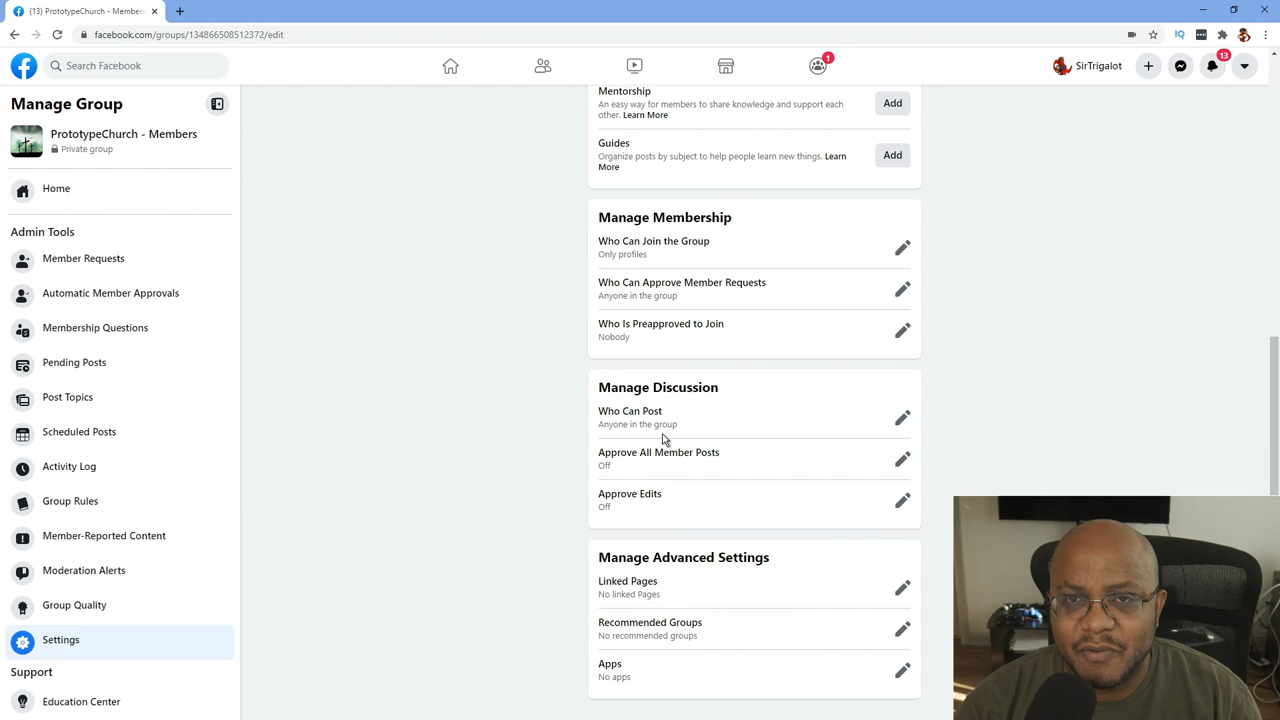 (13) PrototypeChurch - Members
facebook.com/groups/134866508512372/edit
IQ
Search Facebook
1
SirTrigalot
13
Manage Group
PrototypeChurch - Members
Private group
Home
Admin Tools
Member Requests
Automatic Member Approvals
Membership Questions
Pending Posts
Post Topics
Scheduled Posts
Activity Log
Group Rules
Member-Reported Content
Moderation Alerts
Group Quality
Settings
Support
Education Center
Mentorship
An easy way for members to share knowledge and support each
other. Learn More
Add
Guides
Organize posts by subject to help people learn new things. Learn
More
Add
Manage Membership
Who Can Join the Group
Only profiles
Who Can Approve Member Requests
Anyone in the group
Who Is Preapproved to Join
Nobody
Manage Discussion
Who Can Post
Anyone in the group
Approve All Member Posts
Off
Approve Edits
Off
Manage Advanced Settings
Linked Pages
No linked Pages
Recommended Groups
No recommended groups
Apps
No apps